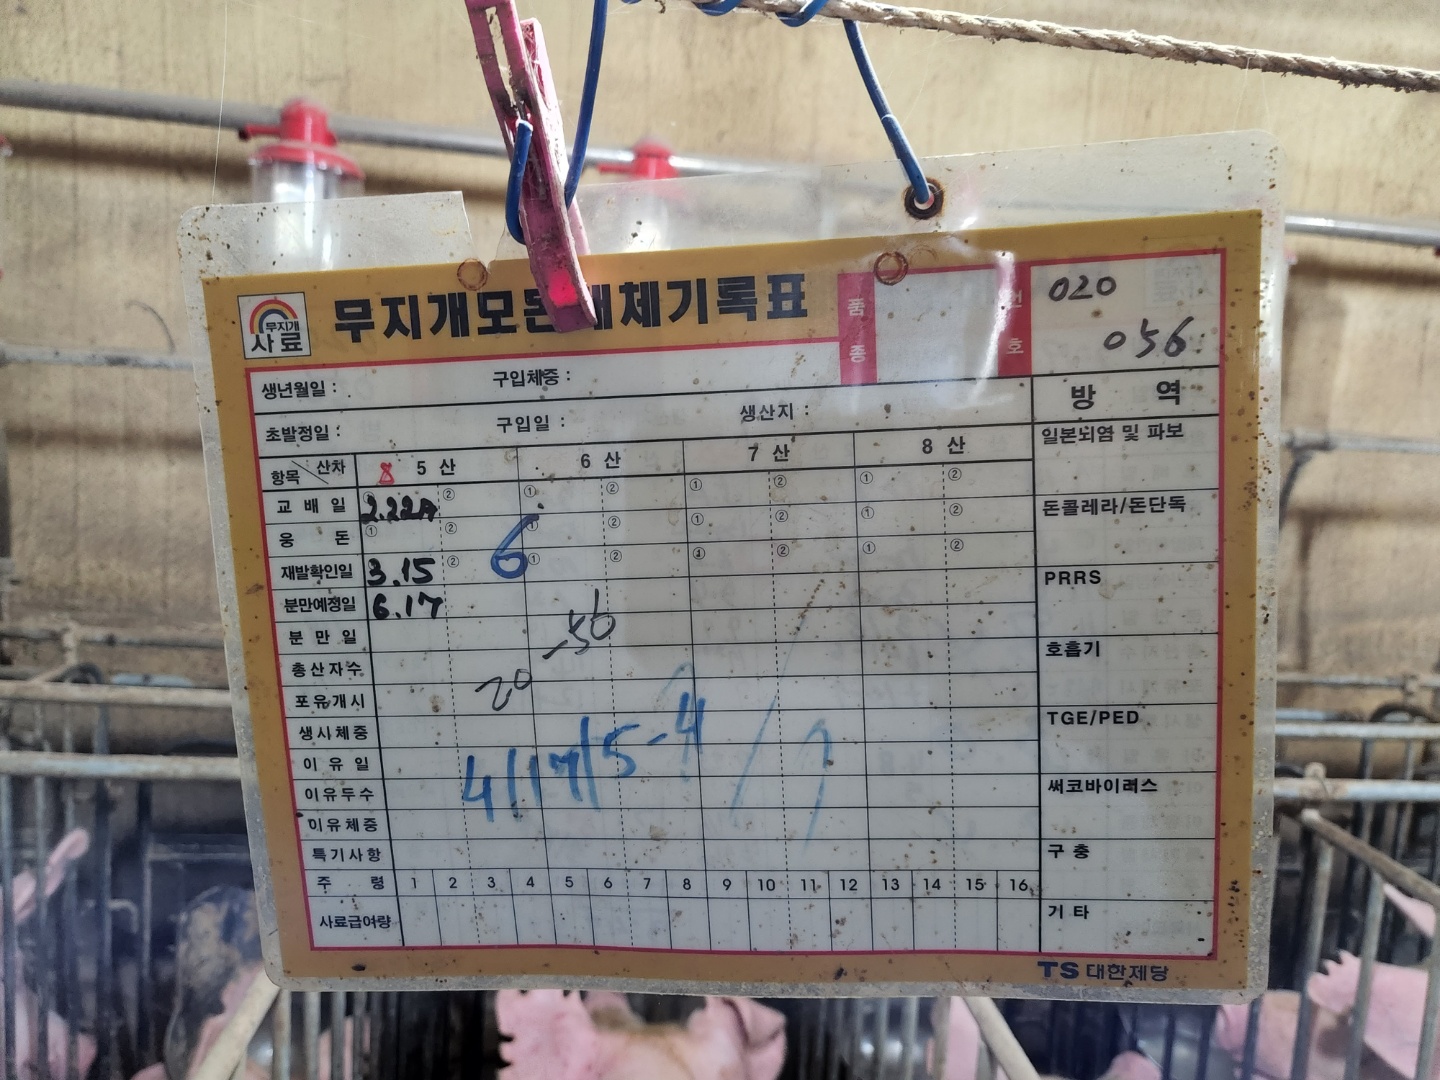 무지개
사료
무지개모돈개체기록표
품종
번호
020
056
생년월일 :
구입체중 :
초발정일 :
구입일 :
생산지 :
방 역
항목 산차
8 5 산
6 산
7 산
8 산
일본뇌염 및 파보
교 배 일 ① ② ① ② ① ② ① ②
2.22A
돈콜레라/돈단독
웅 돈 ① ② ① ② ① ② ① ②
6
재발확인일 3.15 ② ① ② ① ② ① ②
PRRS
분만예정일 6.17
분 만 일
20-56
호흡기
총산자수
포유개시
TGE/PED
생시체중
이 유 일
4/17/5-4
써코바이러스
이유두수
이유체중
구 충
특기사항
주 령 1 2 3 4 5 6 7 8 9 10 11 12 13 14 15 16
기 타
사료급여량
TS 대한제당